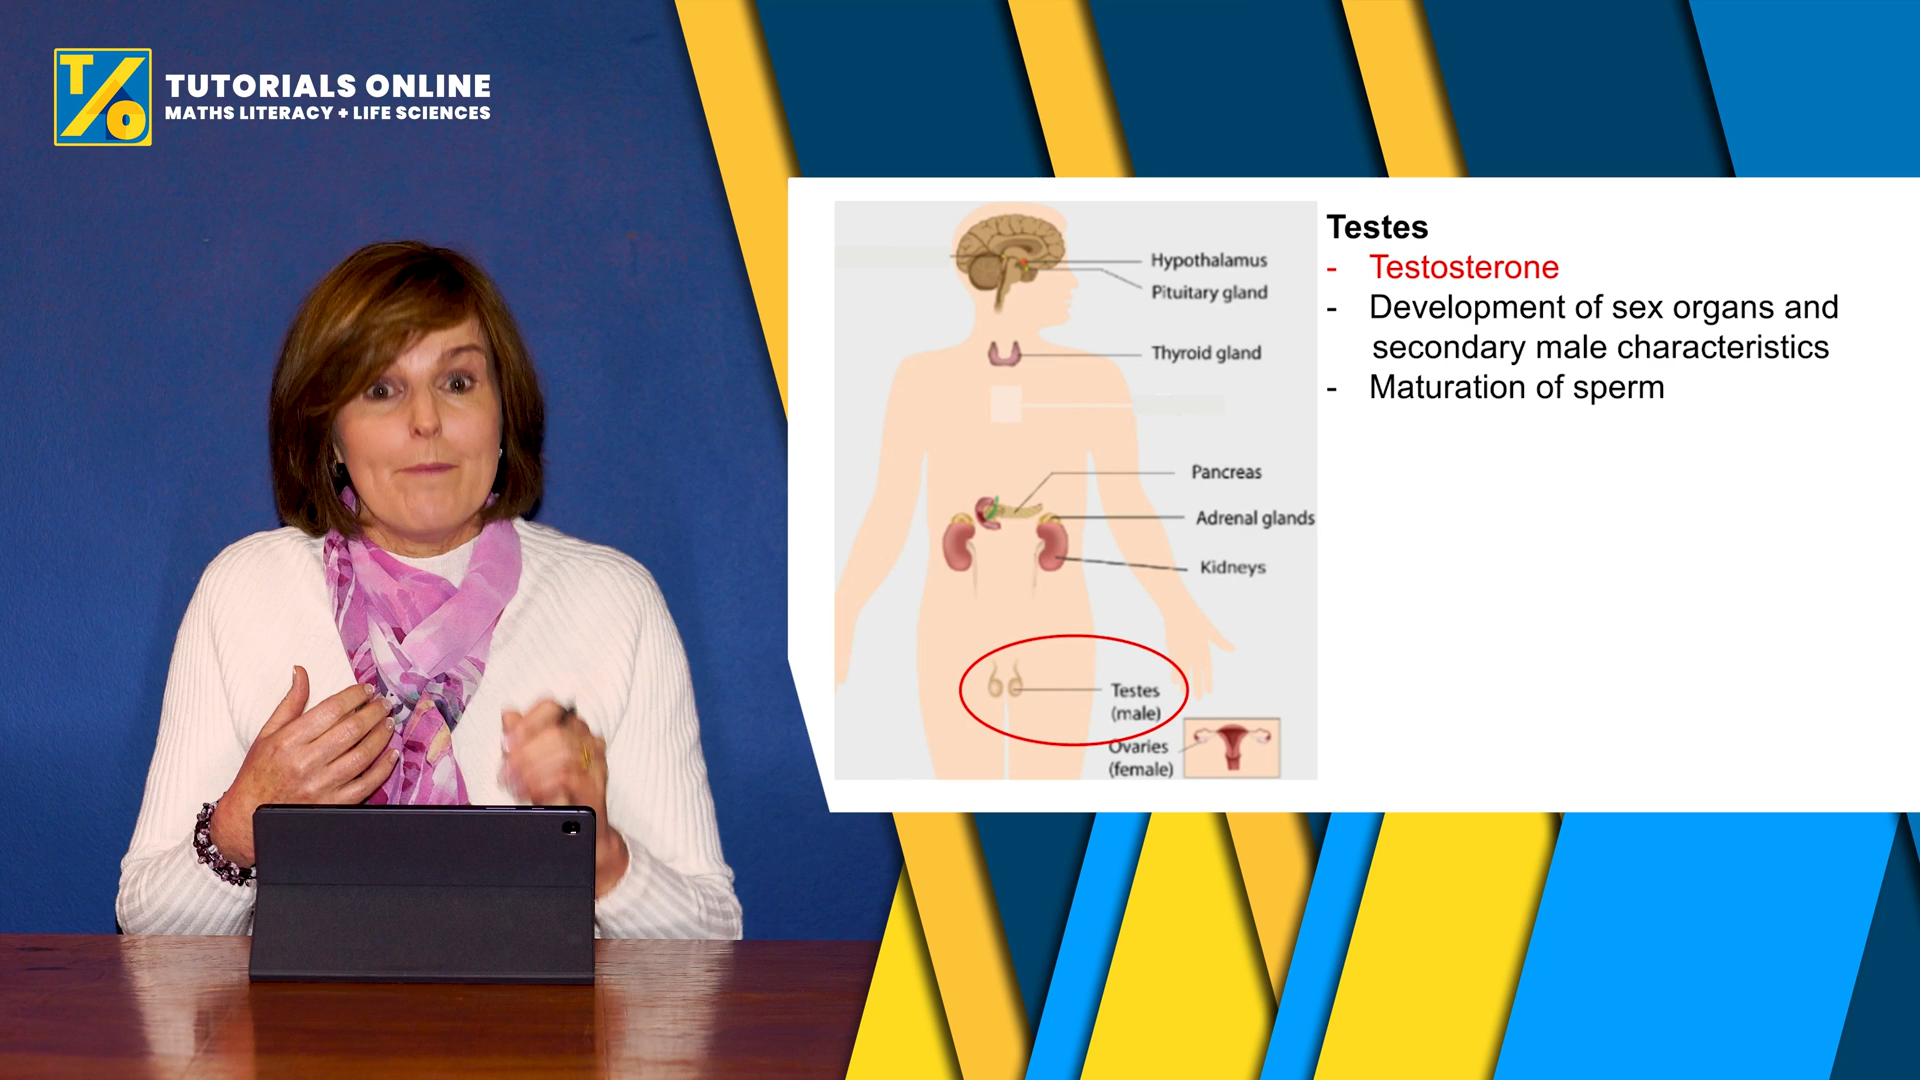 T/O
TUTORIALS ONLINE
MATHS LITERACY + LIFE SCIENCES
Hypothalamus
Pituitary gland
Thyroid gland
Pancreas
Adrenal glands
Kidneys
Testes
(male)
Ovaries
(female)
Testes
- Testosterone
- Development of sex organs and
secondary male characteristics
- Maturation of sperm